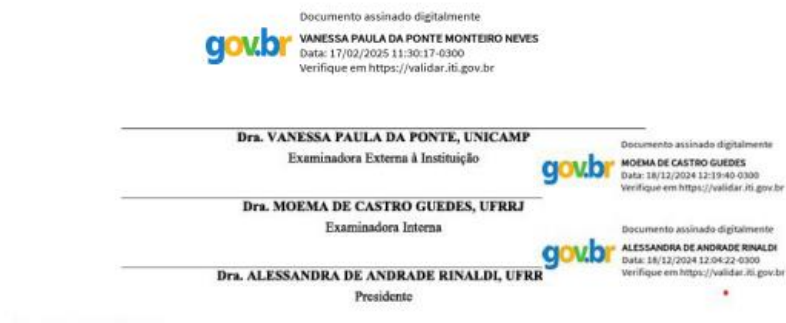 Documento assinado digitalmente
gov.br VANESSA PAULA DA PONTE MONTEIRO NEVES
Data: 17/02/2025 11:30:17-0300
Verifique em https://validar.iti.gov.br
Dra. VANESSA PAULA DA PONTE, UNICAMP
Examinadora Externa à Instituição
Documento assinado digitalmente
gov.br MOEMA DE CASTRO GUEDES
Data: 18/12/2024 12:19:40-0300
Verifique em https://validar.iti.gov.br
Dra. MOEMA DE CASTRO GUEDES, UFRRJ
Examinadora Interna
Documento assinado digitalmente
gov.br ALESSANDRA DE ANDRADE RINALDI
Data: 18/12/2024 12:04:22-0300
Verifique em https://validar.iti.gov.br
Dra. ALESSANDRA DE ANDRADE RINALDI, UFRR
Presidente